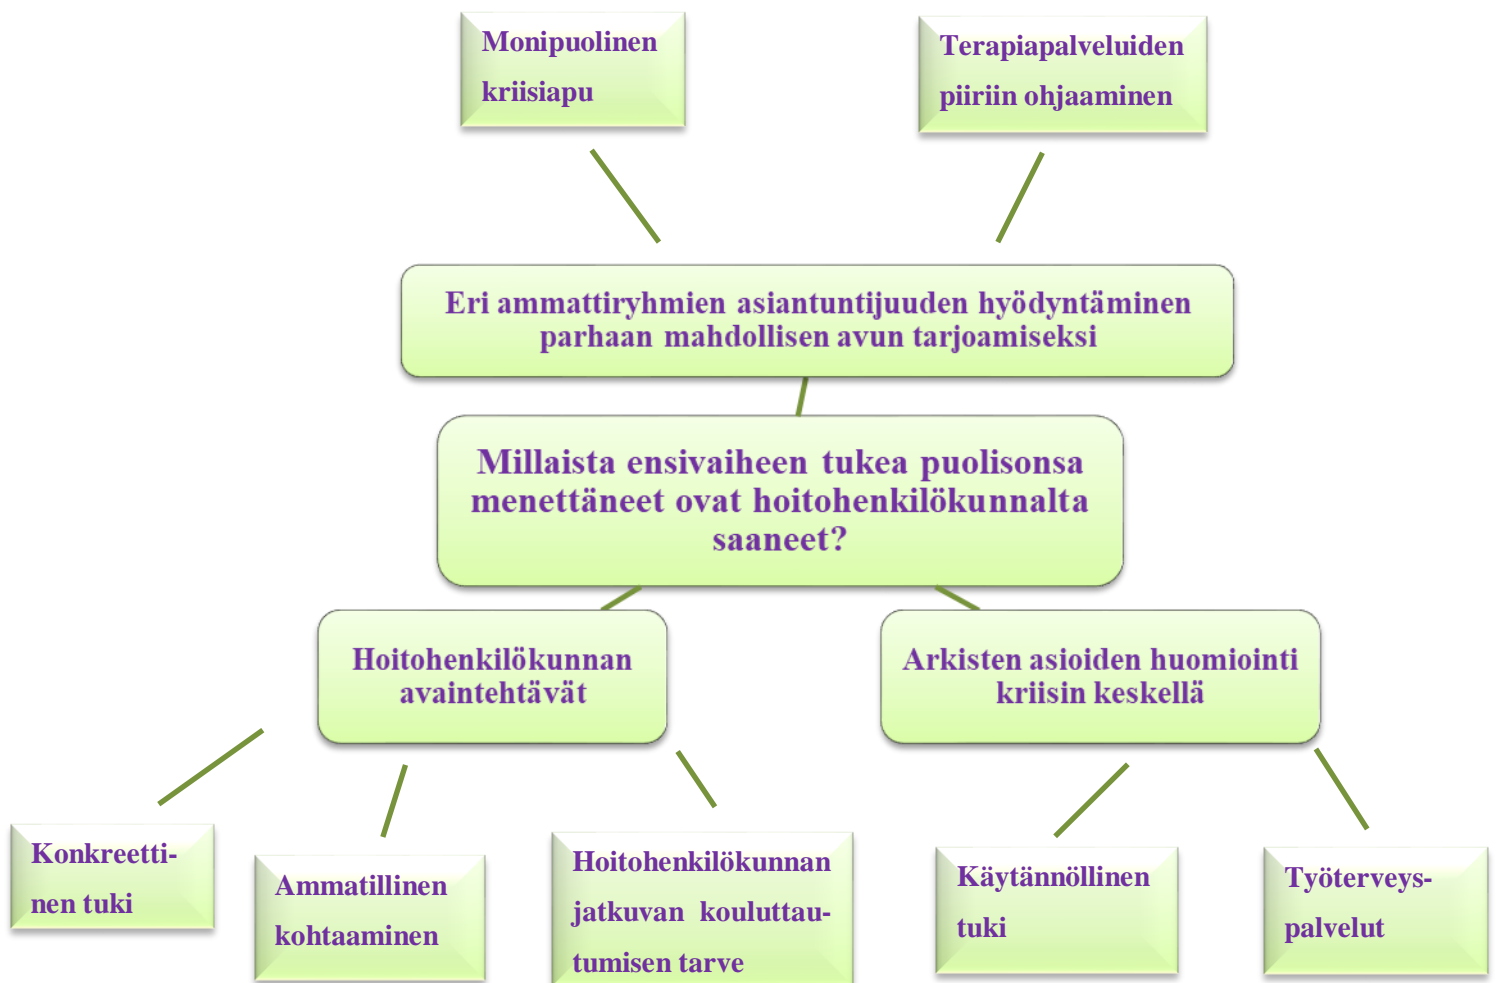 Monipuolinen
kriisiapu
Terapiapalveluiden
piiriin ohjaaminen
Eri ammattiryhmien asiantuntijuuden hyödyntäminen
parhaan mahdollisen avun tarjoamiseksi
Millaista ensivaiheen tukea puolisonsa
menettäneet ovat hoitohenkilökunnalta
saaneet?
Hoitohenkilökunnan
avaintehtävät
Arkisten asioiden huomiointi
kriisin keskellä
Konkreetti-
nen tuki
Ammatillinen
kohtaaminen
Hoitohenkilökunnan
jatkuvan kouluttau-
tumisen tarve
Käytännöllinen
tuki
Työterveys-
palvelut